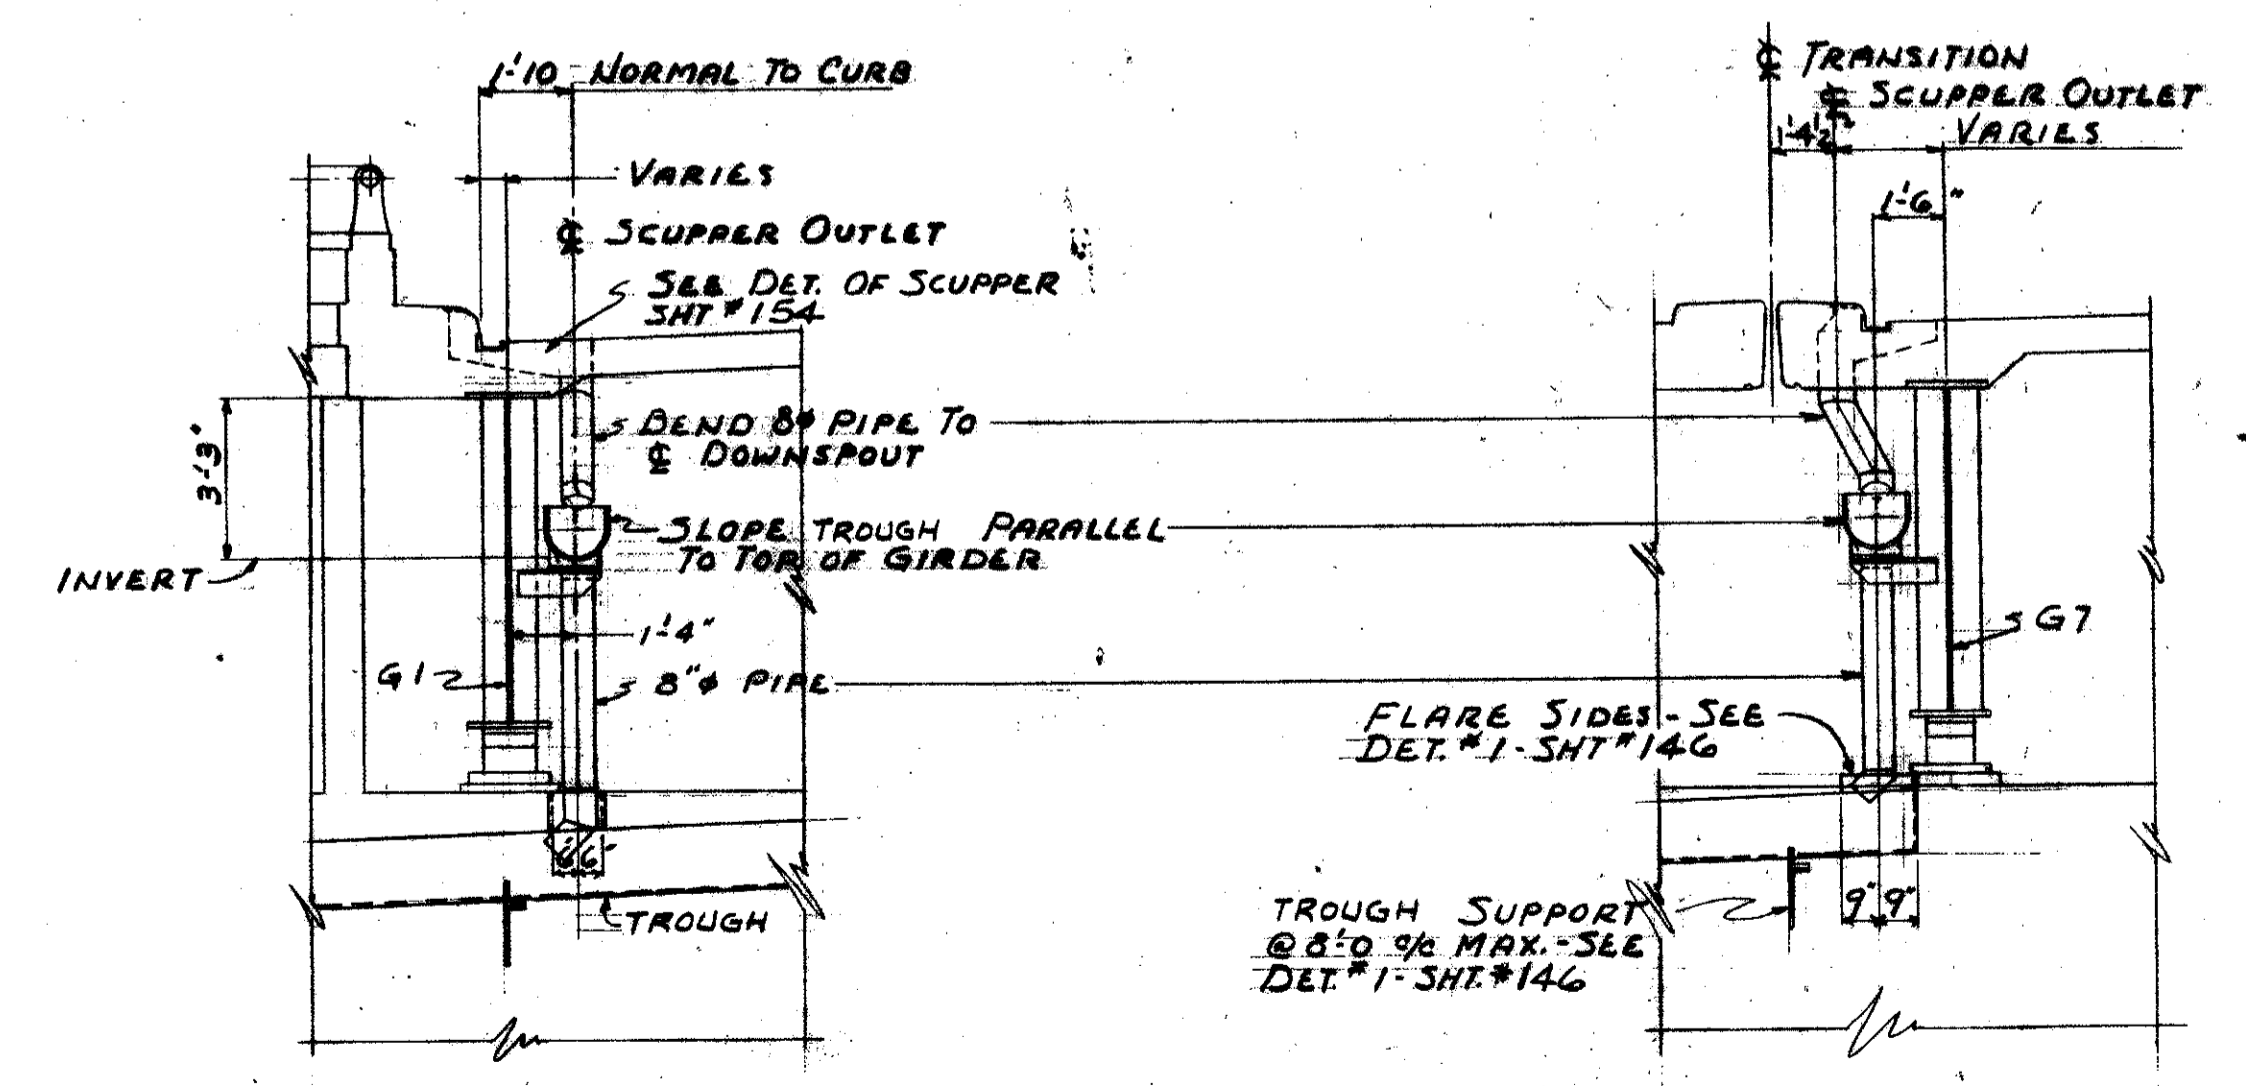 1'-10 NORMAL TO CURB
VARIES
℄ SCUPPER OUTLET
SEE DET. OF SCUPPER
SHT #154
3'-3"
BEND 8ϕ PIPE TO
℄ DOWNSPOUT
SLOPE TROUGH PARALLEL
TO TOP OF GIRDER
INVERT
1'-4"
G1
8"ϕ PIPE
6" 6"
TROUGH
℄ TRANSITION
℄ SCUPPER OUTLET
1'-4½
VARIES
1'-6"
G7
FLARE SIDES - SEE
DET. #1 - SHT #146
TROUGH SUPPORT
@ 8'-0 o/c MAX. - SEE
DET. #1 - SHT. #146
9" 9"